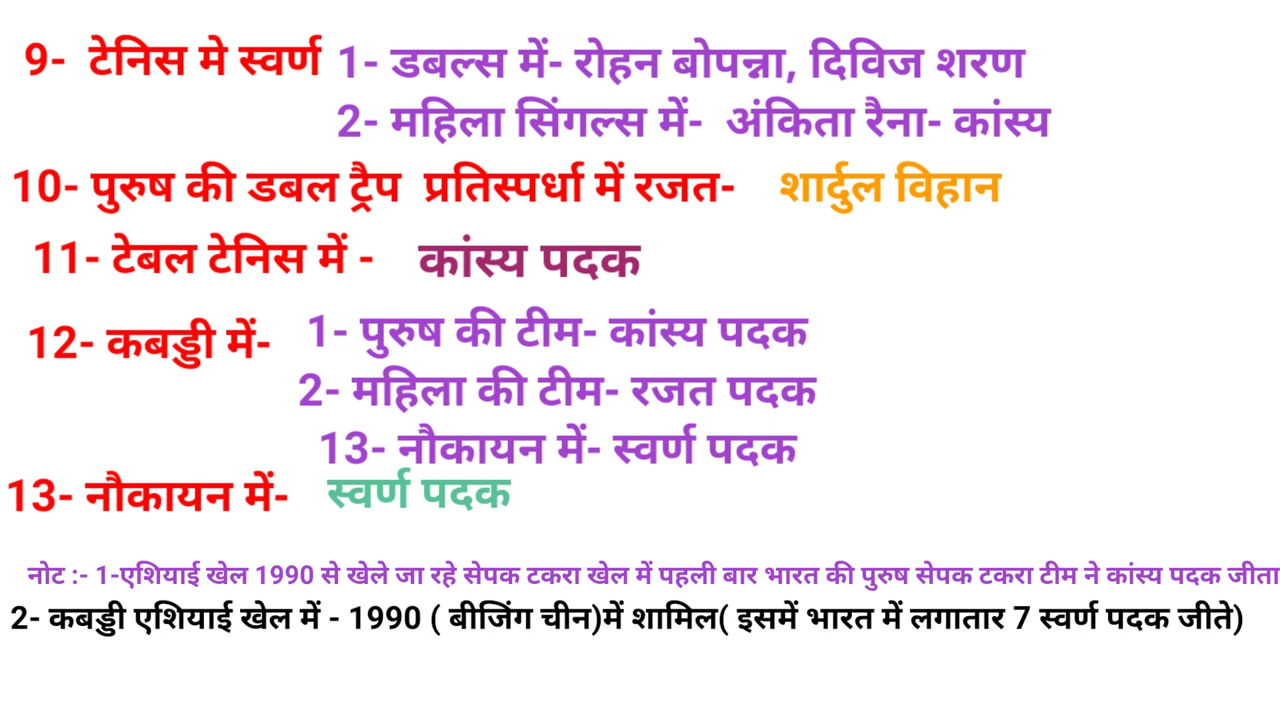 9- टेनिस मे स्वर्ण 1- डबल्स में- रोहन बोपन्ना, दिविज शरण
2- महिला सिंगल्स में- अंकिता रैना- कांस्य
10- पुरुष की डबल ट्रैप प्रतिस्पर्धा में रजत- शार्दुल विहान
11- टेबल टेनिस में - कांस्य पदक
12- कबड्डी में- 1- पुरुष की टीम- कांस्य पदक
2- महिला की टीम- रजत पदक
13- नौकायन में- स्वर्ण पदक
13- नौकायन में- स्वर्ण पदक
नोट :- 1-एशियाई खेल 1990 से खेले जा रहे सेपक टकरा खेल में पहली बार भारत की पुरुष सेपक टकरा टीम ने कांस्य पदक जीता
2- कबड्डी एशियाई खेल में - 1990 ( बीजिंग चीन)में शामिल( इसमें भारत में लगातार 7 स्वर्ण पदक जीते)